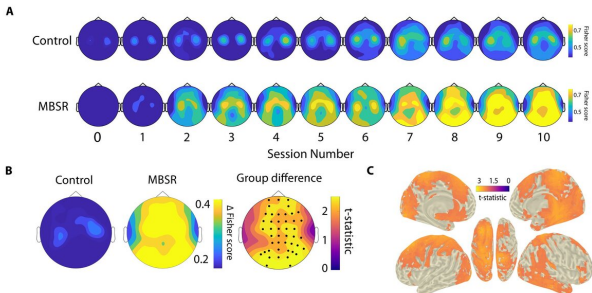 A
Control
0.7
0.5
Fisher score
MBSR
0.7
0.5
Fisher score
0 1 2 3 4 5 6 7 8 9 10
Session Number
B
Control MBSR Group difference
0.4
0.2
Δ Fisher score
2
1
0
t-statistic
C
3 1.5 0
t-statistic